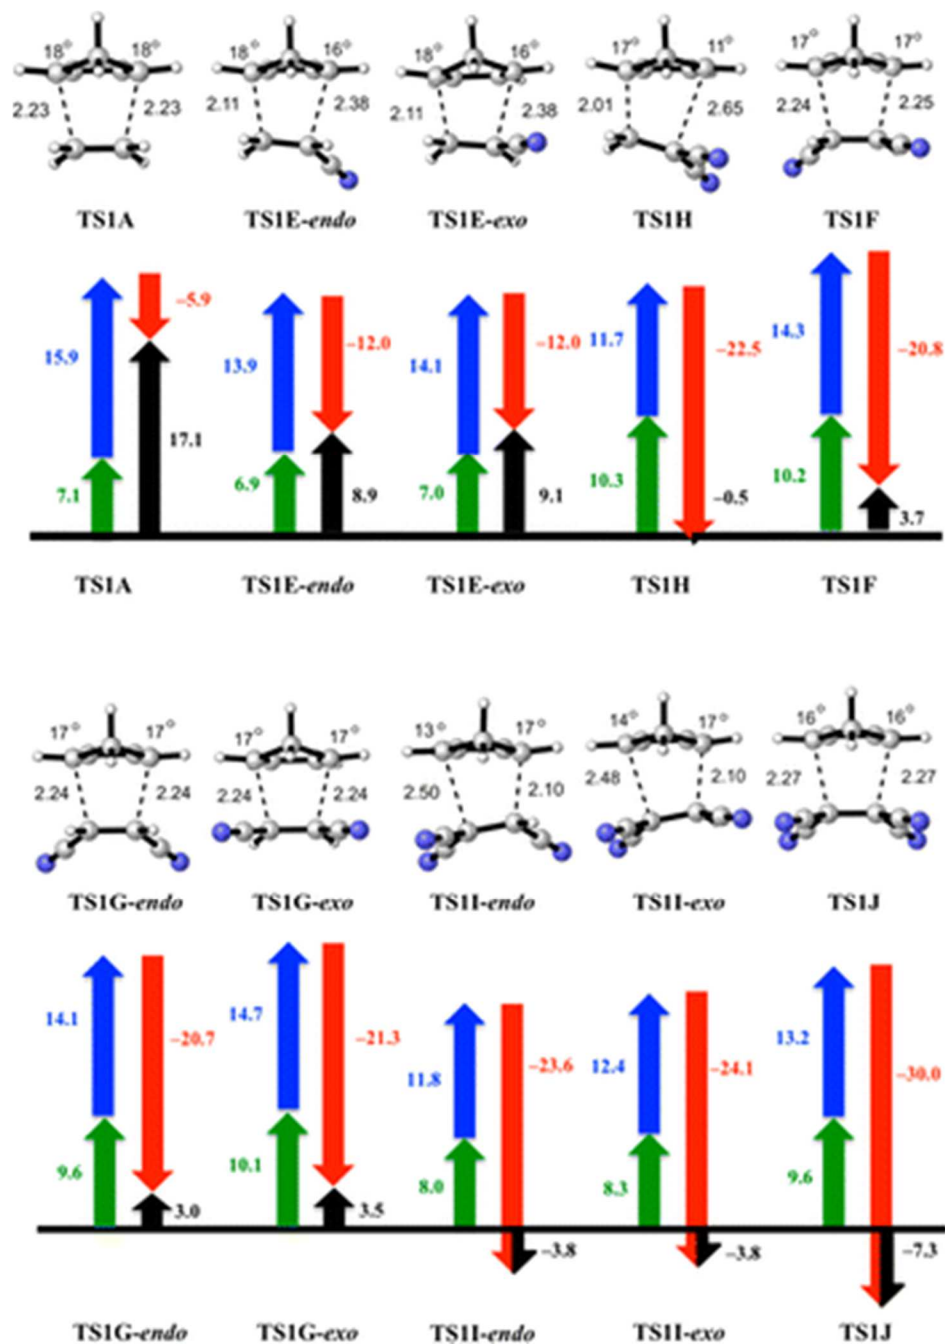 18° 18° 18° 16° 18° 16° 17° 11° 17° 17°
2.23 2.23 2.11 2.38 2.11 2.38 2.01 2.65 2.24 2.25
TS1A TS1E-endo TS1E-exo TS1H TS1F
–5.9 –12.0 –12.0 –22.5 –20.8
15.9 13.9 14.1 11.7 14.3
17.1 8.9 9.1 –0.5 3.7
7.1 6.9 7.0 10.3 10.2
TS1A TS1E-endo TS1E-exo TS1H TS1F
17° 17° 17° 17° 13° 17° 14° 17° 16° 16°
2.24 2.24 2.24 2.24 2.50 2.10 2.48 2.10 2.27 2.27
TS1G-endo TS1G-exo TS1I-endo TS1I-exo TS1J
14.1 –20.7 14.7 –21.3 11.8 –23.6 12.4 –24.1 13.2 –30.0
9.6 3.0 10.1 3.5 8.0 –3.8 8.3 –3.8 9.6 –7.3
TS1G-endo TS1G-exo TS1I-endo TS1I-exo TS1J